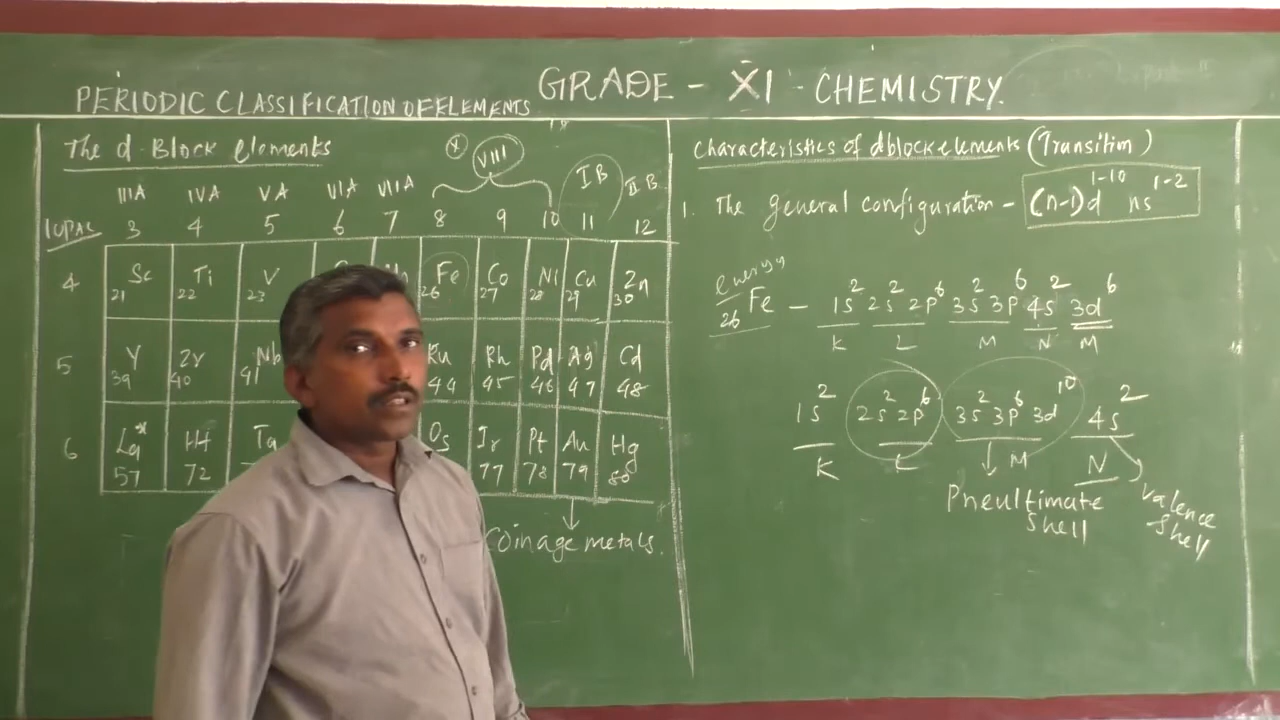 PERIODIC CLASSIFICATION OF ELEMENTS
GRADE - XI - CHEMISTRY.
The d-Block elements
X VIII
IIIA IVA VA VIA VIIA IB IIB
IUPAC 3 4 5 6 7 8 9 10 11 12
4 Sc Ti V Fe Co Ni Cu Zn
21 22 23 26 27 28 29 30
5 Y Zr Nb Ru Rh Pd Ag Cd
39 40 41 44 45 46 47 48
6 La* Hf Ta Os Ir Pt Au Hg
57 72 77 78 79 80
Coinage metals.
Characteristics of d block elements (Transition)
1. The general configuration - (n-1)d¹⁻¹⁰ ns¹⁻²
energy
₂₆Fe - 1s² 2s² 2p⁶ 3s² 3p⁶ 4s² 3d⁶
K L M N M
1s² 2s² 2p⁶ 3s² 3p⁶ 3d¹⁰ 4s²
K L M N
Pneultimate Shell
Valence Shell